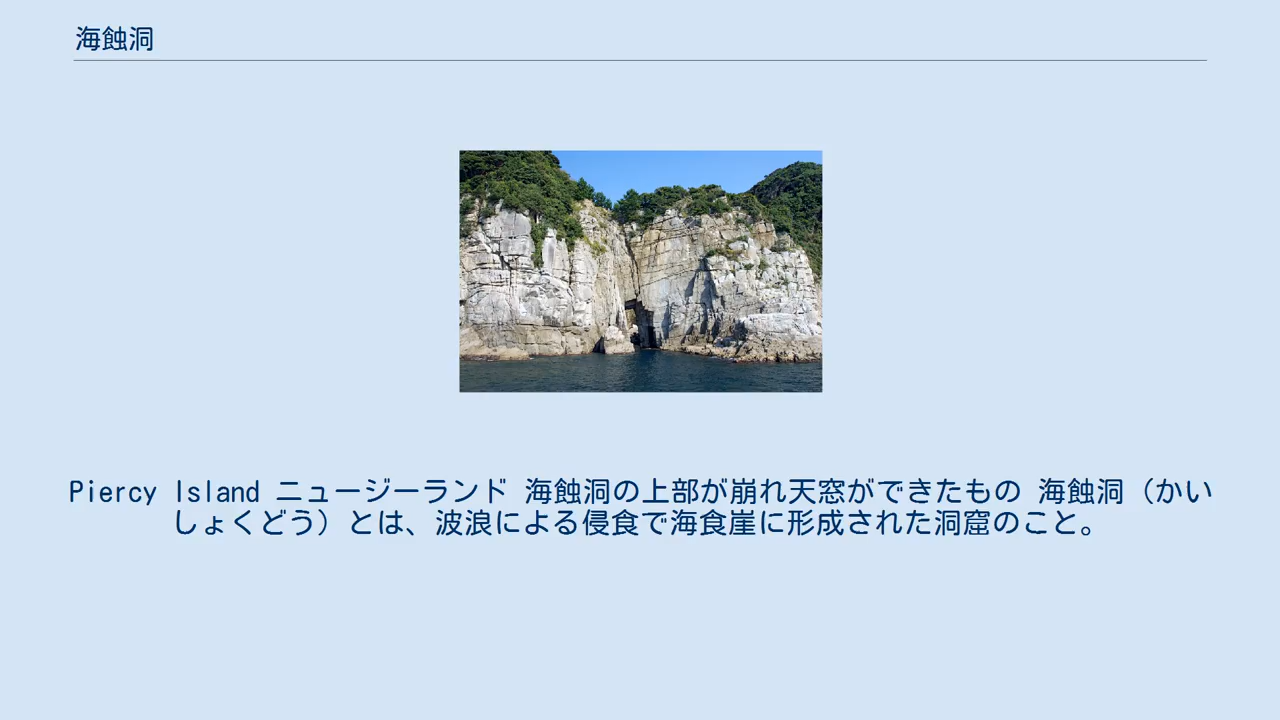 海蝕洞
Piercy Island ニュージーランド 海蝕洞の上部が崩れ天窓ができたもの 海蝕洞（かい
しょくどう）とは、波浪による侵食で海食崖に形成された洞窟のこと。